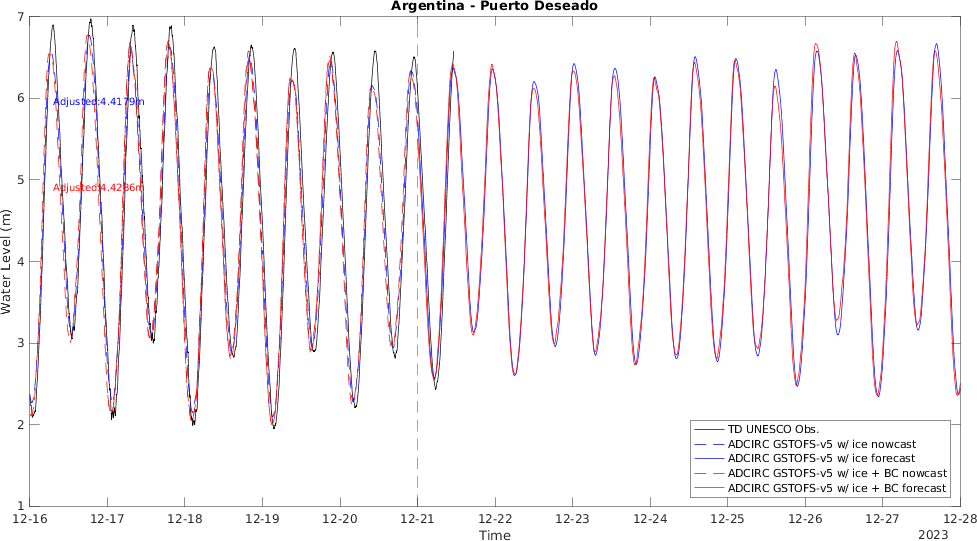 Argentina - Puerto Deseado
7
6
5
4
3
2
1
Water Level (m)
Adjusted:4.4179m
Adjusted:4.4286m
TD UNESCO Obs.
ADCIRC GSTOFS-v5 w/ ice nowcast
ADCIRC GSTOFS-v5 w/ ice forecast
ADCIRC GSTOFS-v5 w/ ice + BC nowcast
ADCIRC GSTOFS-v5 w/ ice + BC forecast
12-16 12-17 12-18 12-19 12-20 12-21 12-22 12-23 12-24 12-25 12-26 12-27 12-28
Time
2023